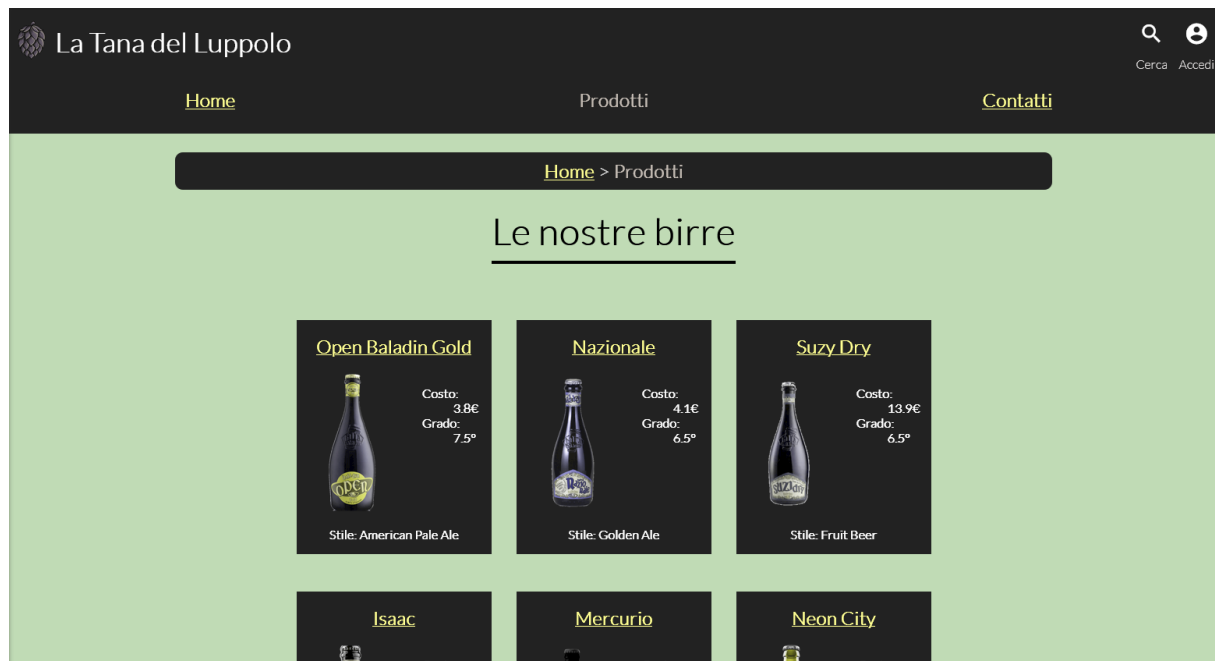 La Tana del Luppolo
Cerca Accedi
Home Prodotti Contatti
Home > Prodotti
Le nostre birre
Open Baladin Gold
Costo:
3.8€
Grado:
7.5°
OPEN
Stile: American Pale Ale
Nazionale
Costo:
4.1€
Grado:
6.5°
Stile: Golden Ale
Suzy Dry
Costo:
13.9€
Grado:
6.5°
Stile: Fruit Beer
Isaac
Mercurio
Neon City